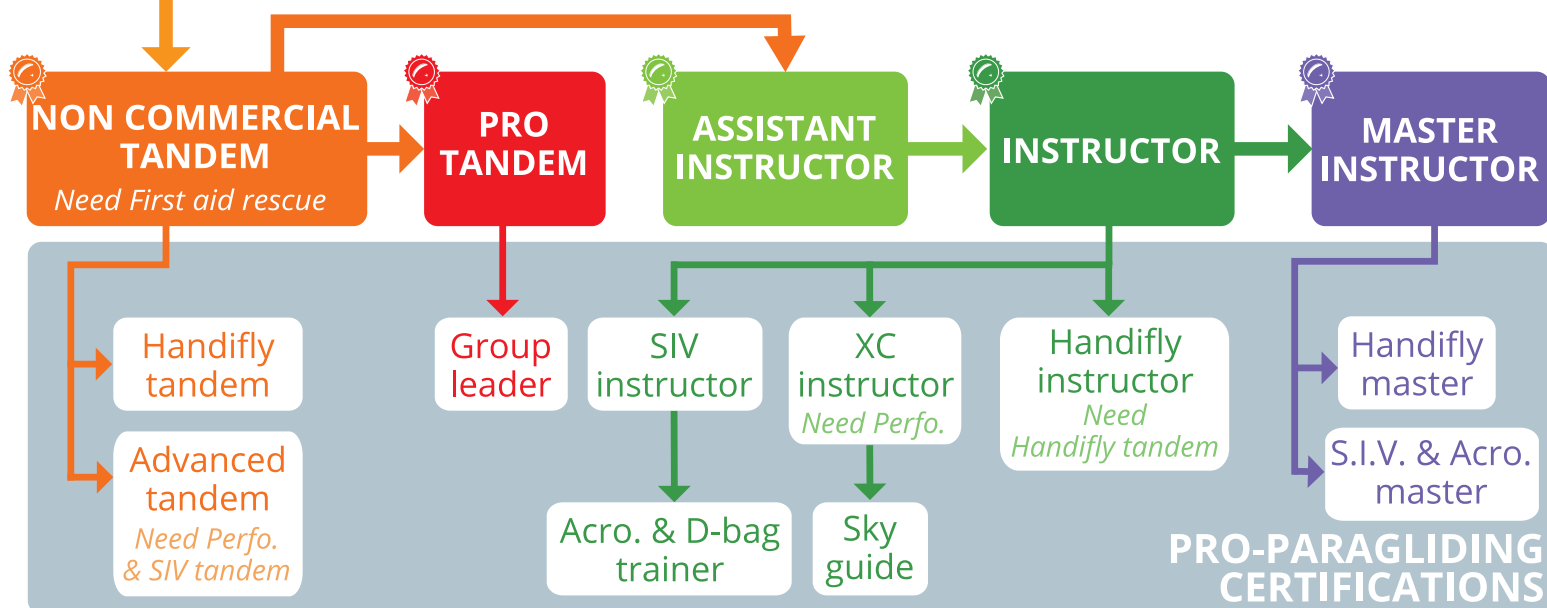 NON COMMERCIAL
TANDEM
Need First aid rescue
PRO
TANDEM
ASSISTANT
INSTRUCTOR
INSTRUCTOR
MASTER
INSTRUCTOR
Handifly
tandem
Advanced
tandem
Need Perfo.
& SIV tandem
Group
leader
SIV
instructor
Acro. & D-bag
trainer
XC
instructor
Need Perfo.
Sky
guide
Handifly
instructor
Need
Handifly tandem
Handifly
master
S.I.V. & Acro.
master
PRO-PARAGLIDING
CERTIFICATIONS